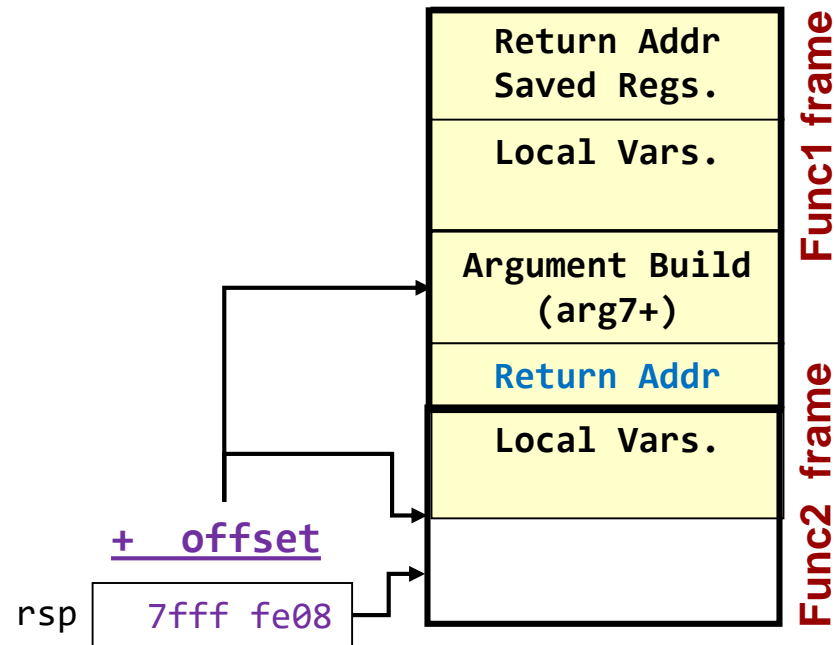 Return Addr
Saved Regs.
Local Vars.
Argument Build
(arg7+)
Return Addr
Local Vars.
Func1 frame
Func2 frame
+ offset
rsp 7fff fe08